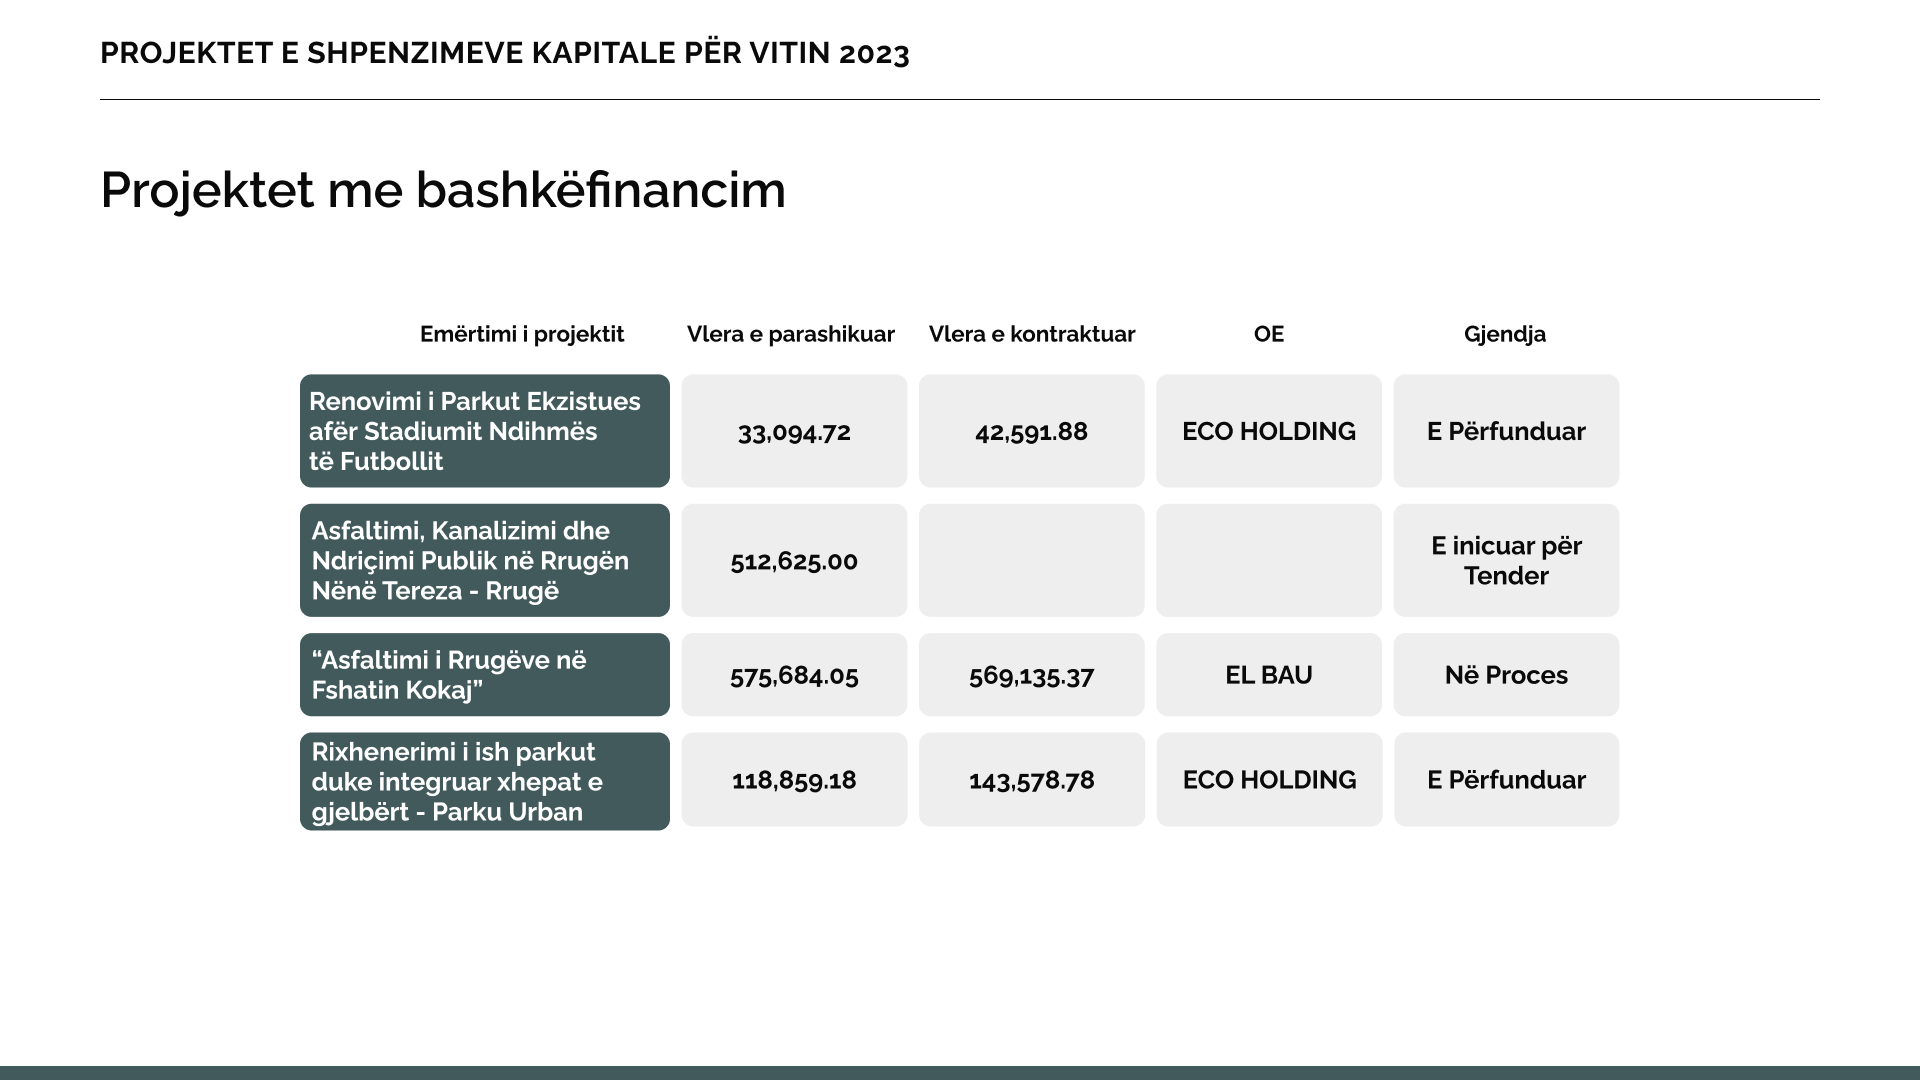 PROJEKTET E SHPENZIMEVE KAPITALE PËR VITIN 2023
Projektet me bashkëfinancim
Emërtimi i projektit Vlera e parashikuar Vlera e kontraktuar OE Gjendja
Renovimi i Parkut Ekzistues
afër Stadiumit Ndihmës
të Futbollit
33,094.72 42,591.88 ECO HOLDING E Përfunduar
Asfaltimi, Kanalizimi dhe
Ndriçimi Publik në Rrugën
Nënë Tereza - Rrugë
512,625.00
E inicuar për
Tender
“Asfaltimi i Rrugëve në
Fshatin Kokaj”
575,684.05 569,135.37 EL BAU Në Proces
Rixhenerimi i ish parkut
duke integruar xhepat e
gjelbërt - Parku Urban
118,859.18 143,578.78 ECO HOLDING E Përfunduar